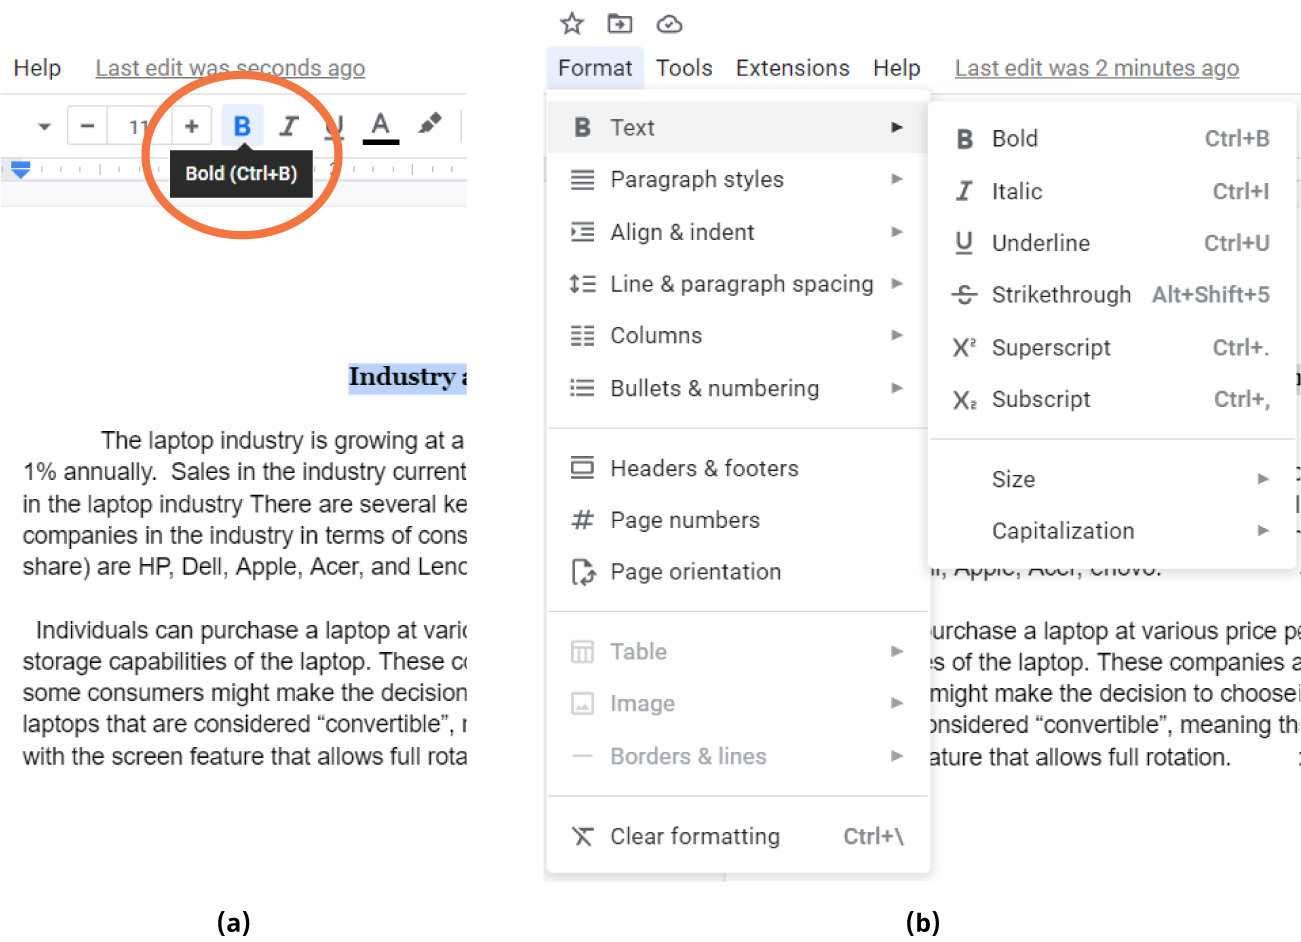 Help Last edit was seconds ago
11 B I U A
Bold (Ctrl+B)
Industry
The laptop industry is growing at a
1% annually. Sales in the industry current
in the laptop industry There are several ke
companies in the industry in terms of cons
share) are HP, Dell, Apple, Acer, and Leno
Individuals can purchase a laptop at vario
storage capabilities of the laptop. These co
some consumers might make the decision
laptops that are considered “convertible”,
with the screen feature that allows full rota
(a)
Format Tools Extensions Help Last edit was 2 minutes ago
B Text
Paragraph styles
Align & indent
Line & paragraph spacing
Columns
Bullets & numbering
Headers & footers
# Page numbers
Page orientation
Table
Image
Borders & lines
Clear formatting Ctrl+\
B Bold Ctrl+B
I Italic Ctrl+I
U Underline Ctrl+U
S Strikethrough Alt+Shift+5
X² Superscript Ctrl+.
X₂ Subscript Ctrl+,
Size
Capitalization
Apple, Acer, enovo.
urchase a laptop at various price pe
es of the laptop. These companies a
might make the decision to choose
onsidered “convertible”, meaning th
ature that allows full rotation.
(b)